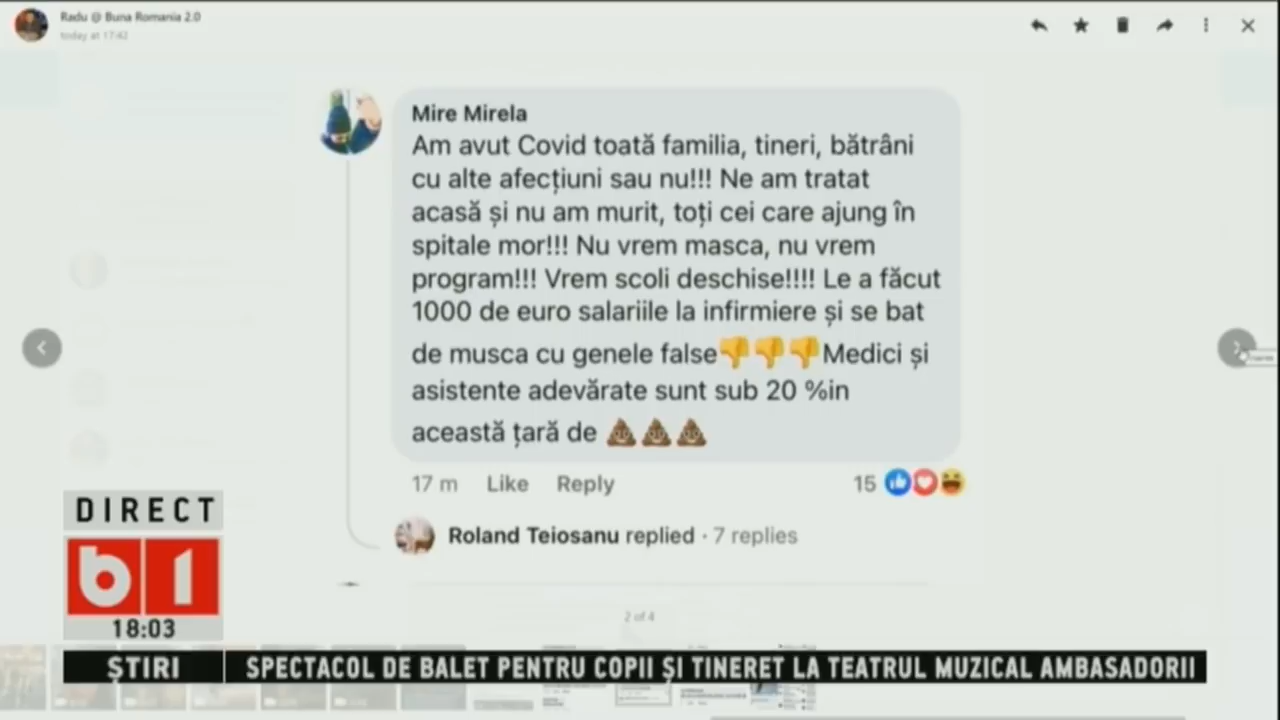 Radu @ Buna Romania 2.0
today at 17:42
Mire Mirela
Am avut Covid toată familia, tineri, bătrâni
cu alte afecțiuni sau nu!!! Ne am tratat
acasă și nu am murit, toți cei care ajung în
spitale mor!!! Nu vrem masca, nu vrem
program!!! Vrem scoli deschise!!!! Le a făcut
1000 de euro salariile la infirmiere și se bat
de musca cu genele false👎👎👎Medici și
asistente adevărate sunt sub 20 %in
această țară de 💩💩💩
17 m Like Reply 15
Roland Teiosanu replied · 7 replies
2 of 4
DIRECT
b1
18:03
ȘTIRI SPECTACOL DE BALET PENTRU COPII ȘI TINERET LA TEATRUL MUZICAL AMBASADORII